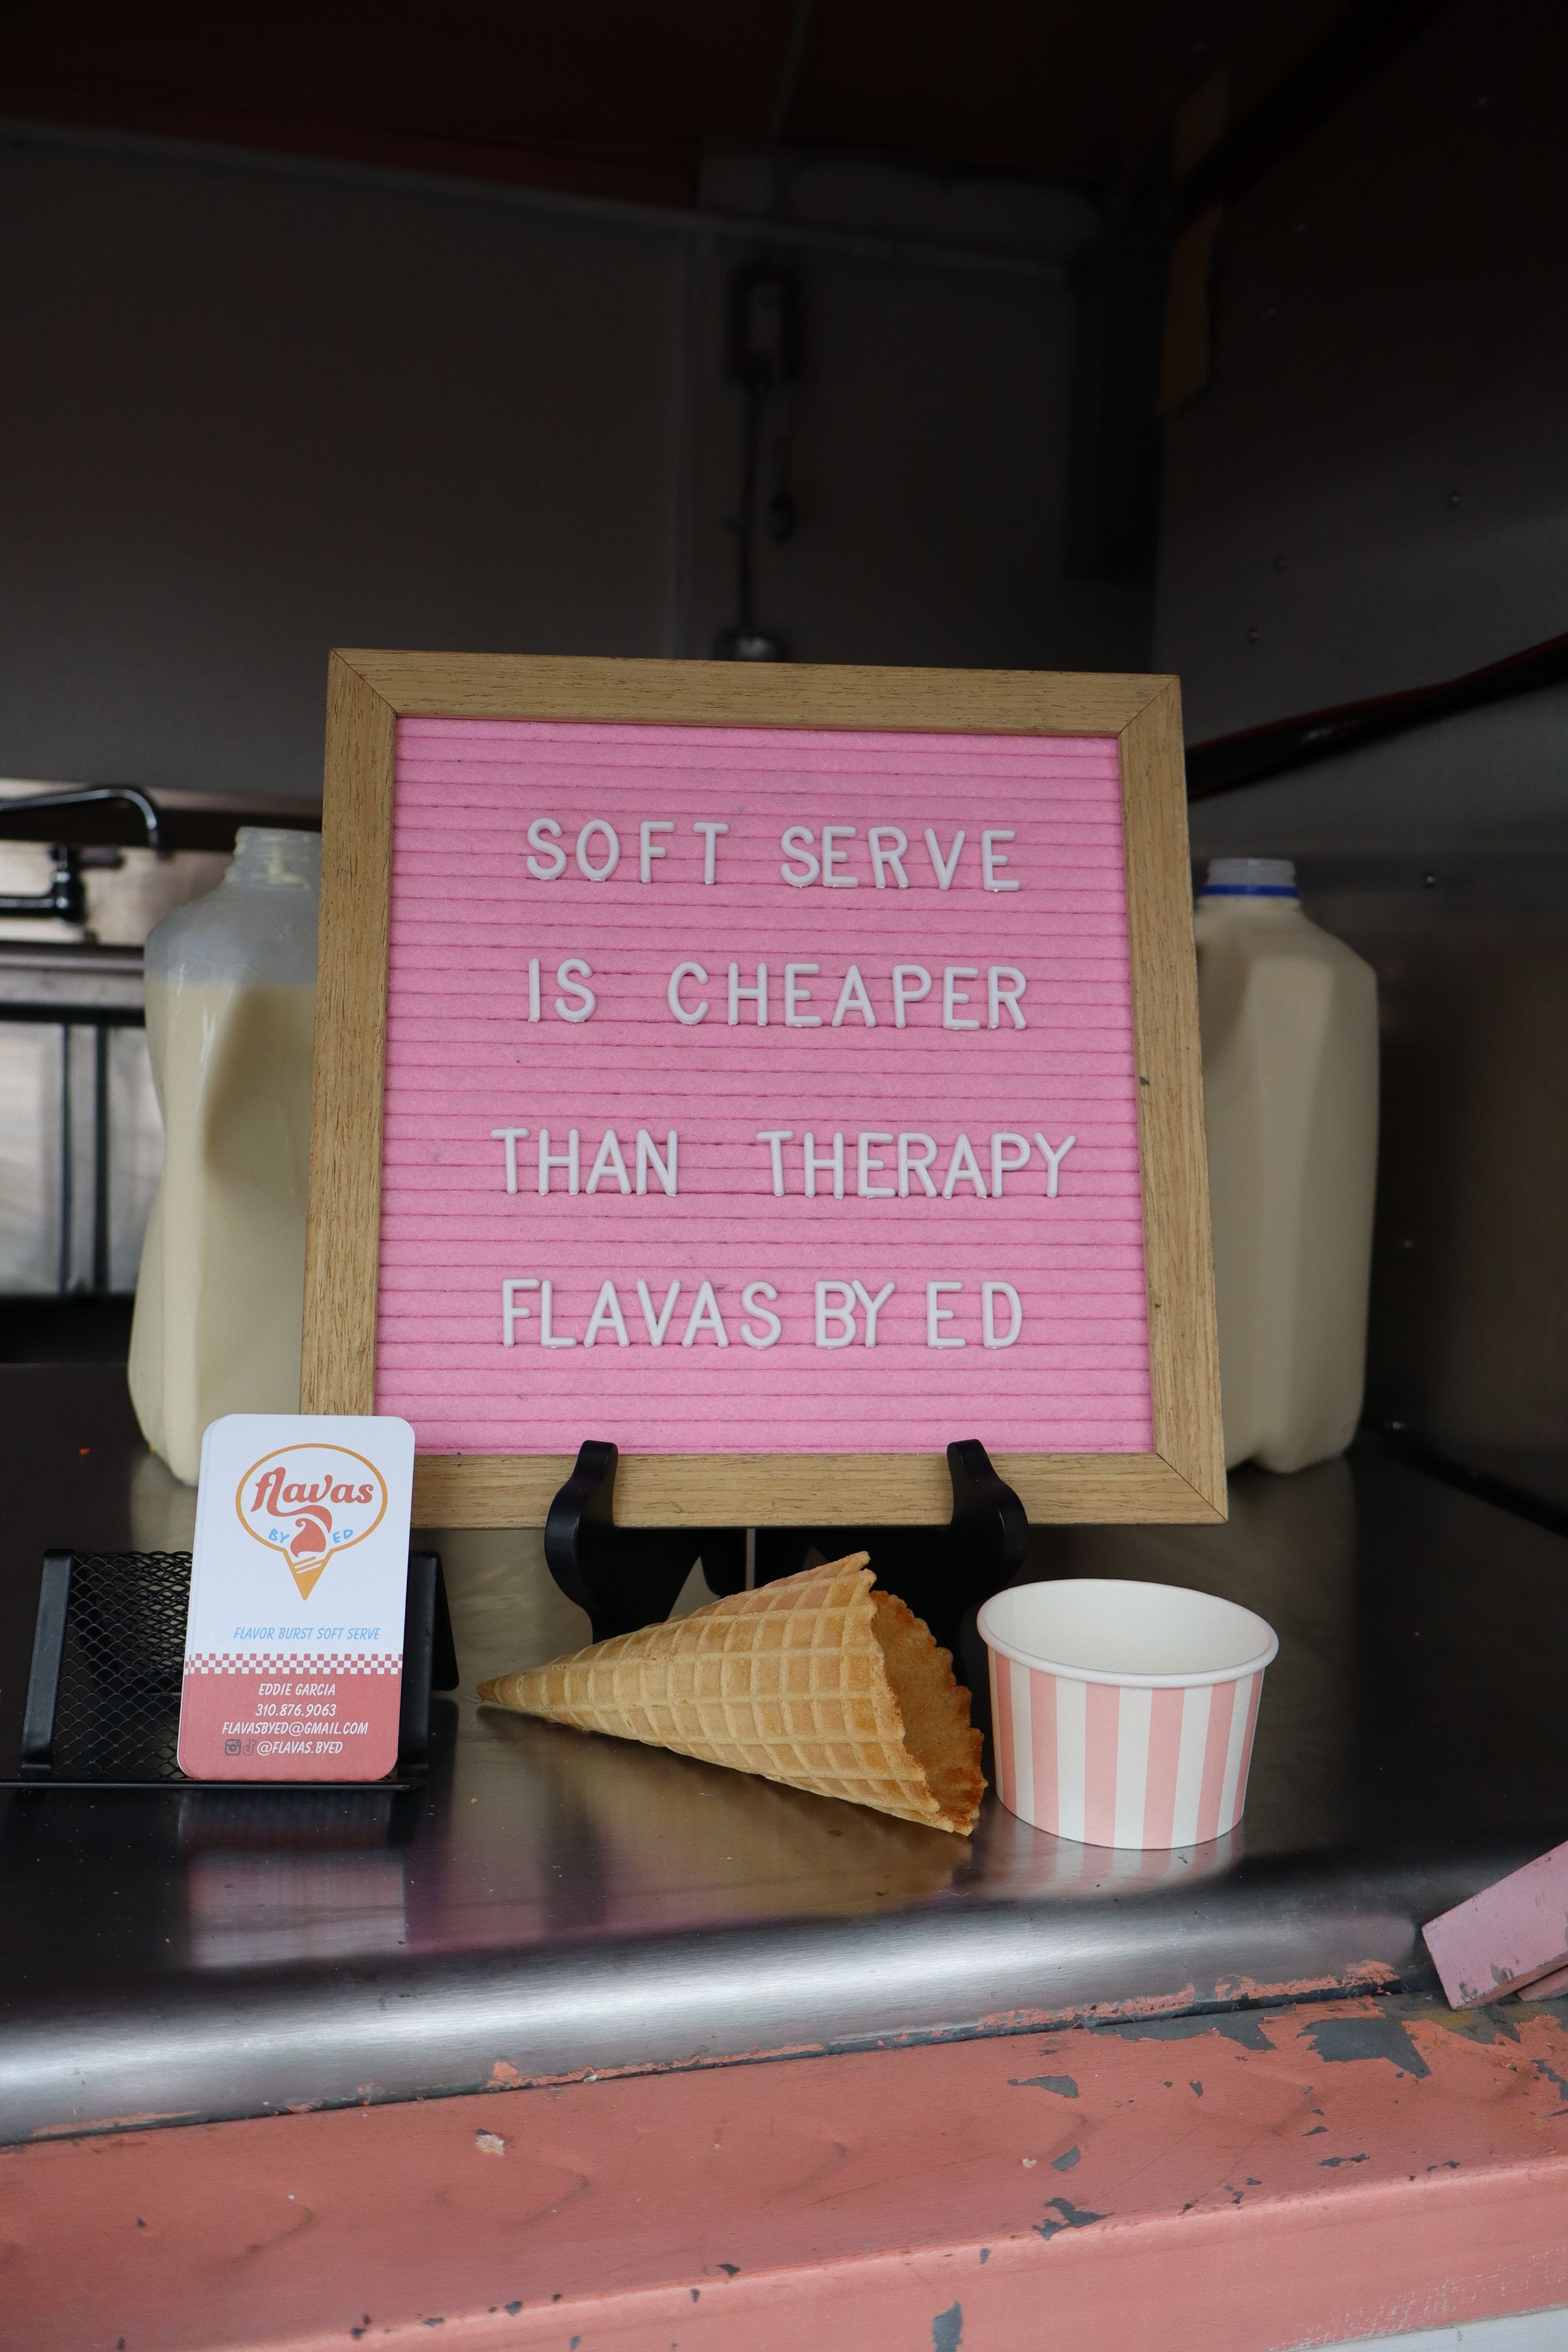 SOFT SERVE
IS CHEAPER
THAN THERAPY
FLAVAS BY ED
flavas
BY ED
FLAVOR BURST SOFT SERVE
EDDIE GARCIA
310.876.9063
FLAVASBYED@GMAIL.COM
@FLAVAS.BYED